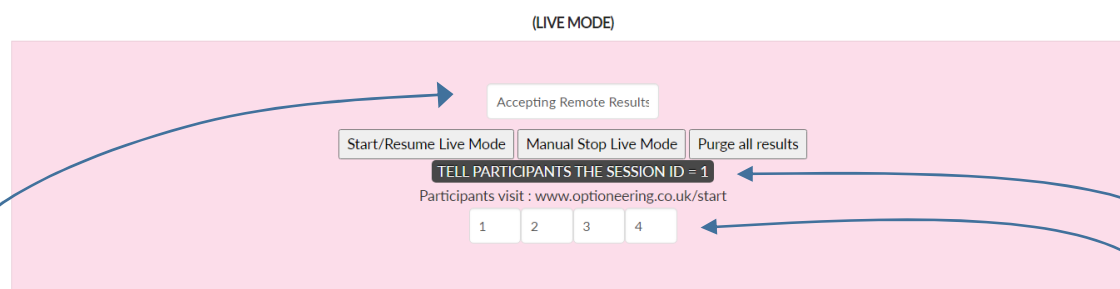 (LIVE MODE)
Accepting Remote Results
Start/Resume Live Mode Manual Stop Live Mode Purge all results
TELL PARTICIPANTS THE SESSION ID = 1
Participants visit : www.optioneering.co.uk/start
1 2 3 4